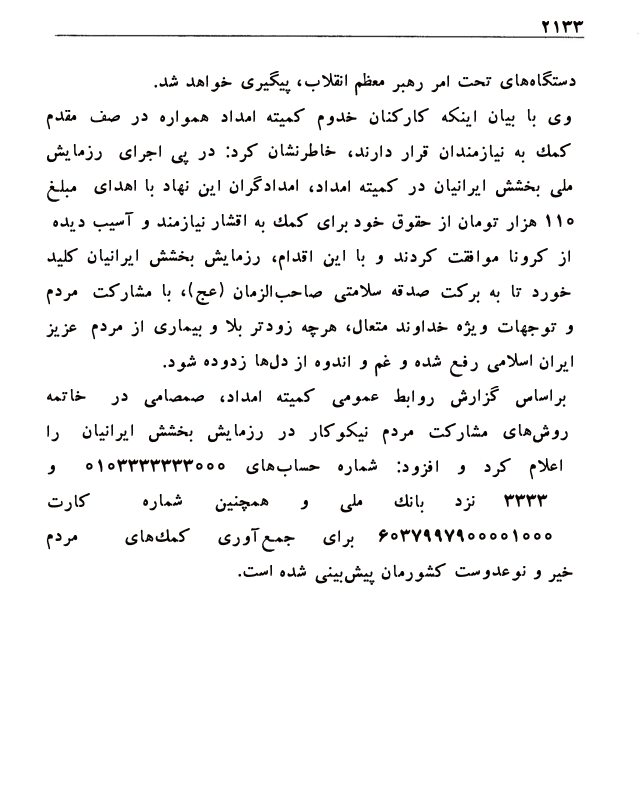 ۲۱۳۳
دستگاه‌های تحت امر رهبر معظم انقلاب، پیگیری خواهد شد.
وی با بیان اینکه کارکنان خدوم کمیته امداد همواره در صف مقدم
کمك به نیازمندان قرار دارند، خاطرنشان کرد: در پی اجرای رزمایش
ملی بخشش ایرانیان در کمیته امداد، امدادگران این نهاد با اهدای مبلغ
۱۱۰ هزار تومان از حقوق خود برای کمك به اقشار نیازمند و آسیب دیده
از کرونا موافقت کردند و با این اقدام، رزمایش بخشش ایرانیان کلید
خورد تا به برکت صدقه سلامتی صاحب‌الزمان (عج)، با مشارکت مردم
و توجهات ویژه خداوند متعال، هرچه زودتر بلا و بیماری از مردم عزیز
ایران اسلامی رفع شده و غم و اندوه از دل‌ها زدوده شود.
براساس گزارش روابط عمومی کمیته امداد، صمصامی در خاتمه
روش‌های مشارکت مردم نیکوکار در رزمایش بخشش ایرانیان را
اعلام کرد و افزود: شماره حساب‌های ۰۱۰۳۳۳۳۳۳۳۰۰۰ و
۳۳۳۳ نزد بانك ملی و همچنین شماره کارت
۶۰۳۷۹۹۷۹۰۰۰۰۱۰۰۰ برای جمع‌آوری کمك‌های مردم
خیر و نوعدوست کشورمان پیش‌بینی شده است.